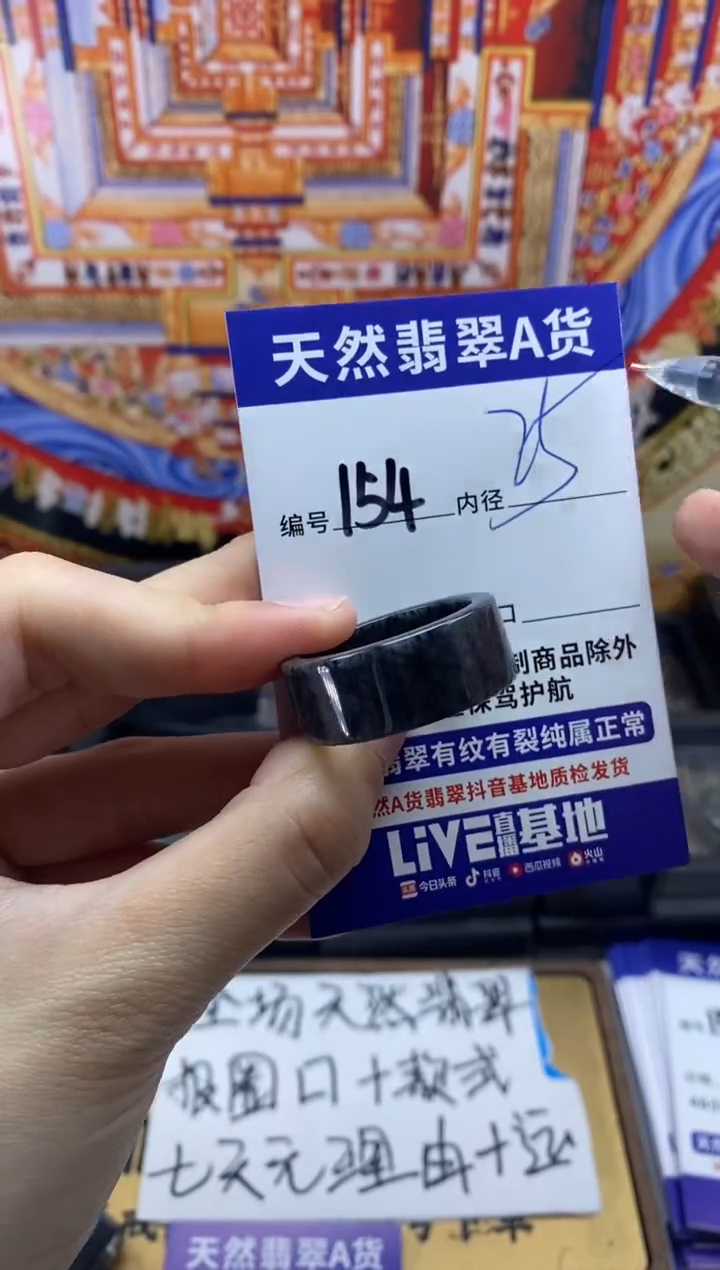 天然翡翠A货
编号 154 内径 25
口
制商品除外
保驾护航
翡翠有纹有裂纯属正常
然A货翡翠抖音基地质检发货
LiVE直播基地
今日头条 抖音 西瓜视频 火山
全场天然翡翠
报圈口+款式
七天无理由+运
天然翡翠A货
天然